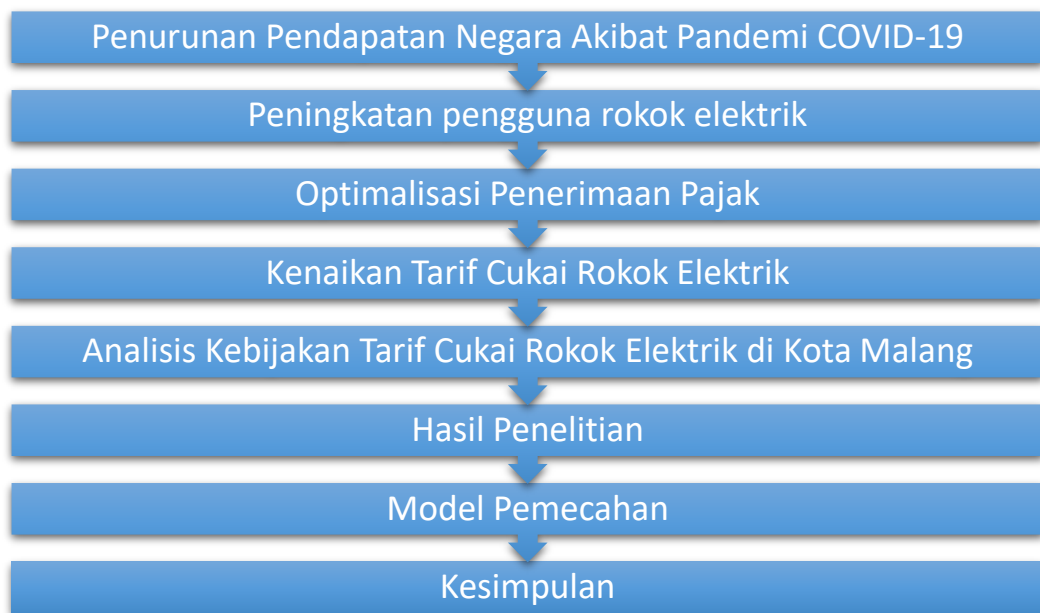 Penurunan Pendapatan Negara Akibat Pandemi COVID-19
Peningkatan pengguna rokok elektrik
Optimalisasi Penerimaan Pajak
Kenaikan Tarif Cukai Rokok Elektrik
Analisis Kebijakan Tarif Cukai Rokok Elektrik di Kota Malang
Hasil Penelitian
Model Pemecahan
Kesimpulan